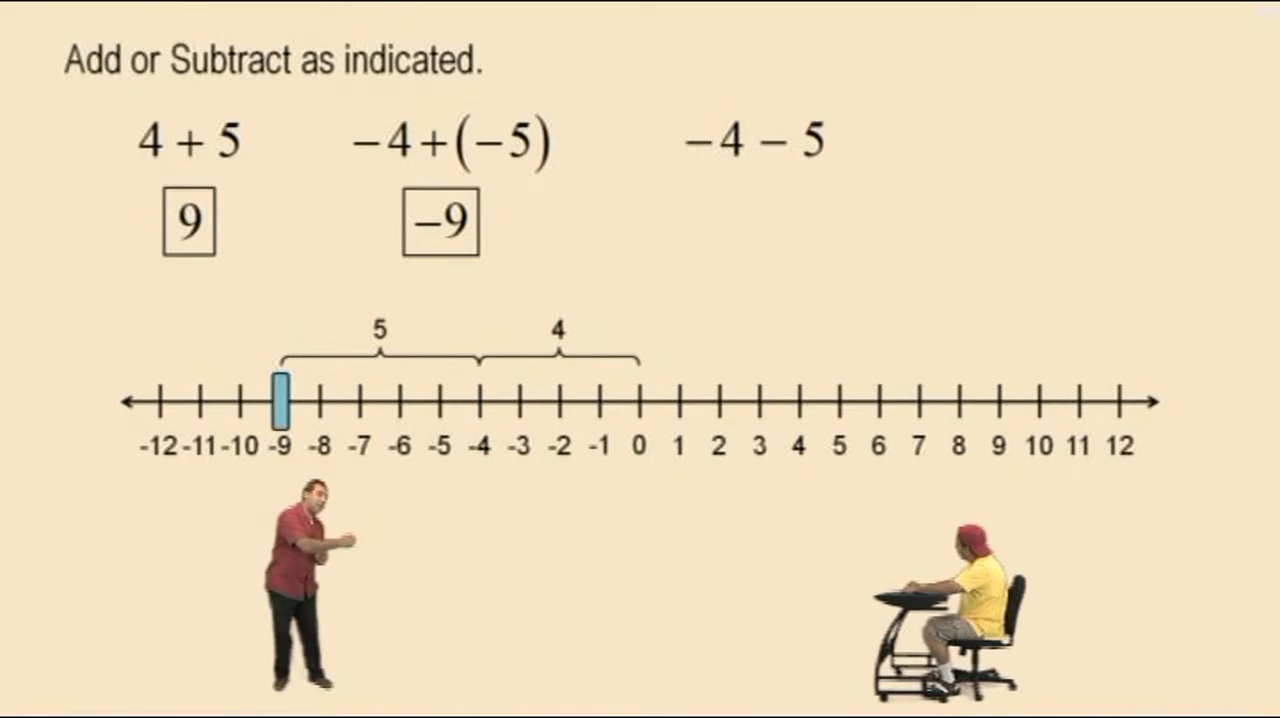 Add or Subtract as indicated.
4 + 5    −4+(−5)    −4 − 5
9    −9
5    4
-12 -11 -10 -9 -8 -7 -6 -5 -4 -3 -2 -1 0 1 2 3 4 5 6 7 8 9 10 11 12